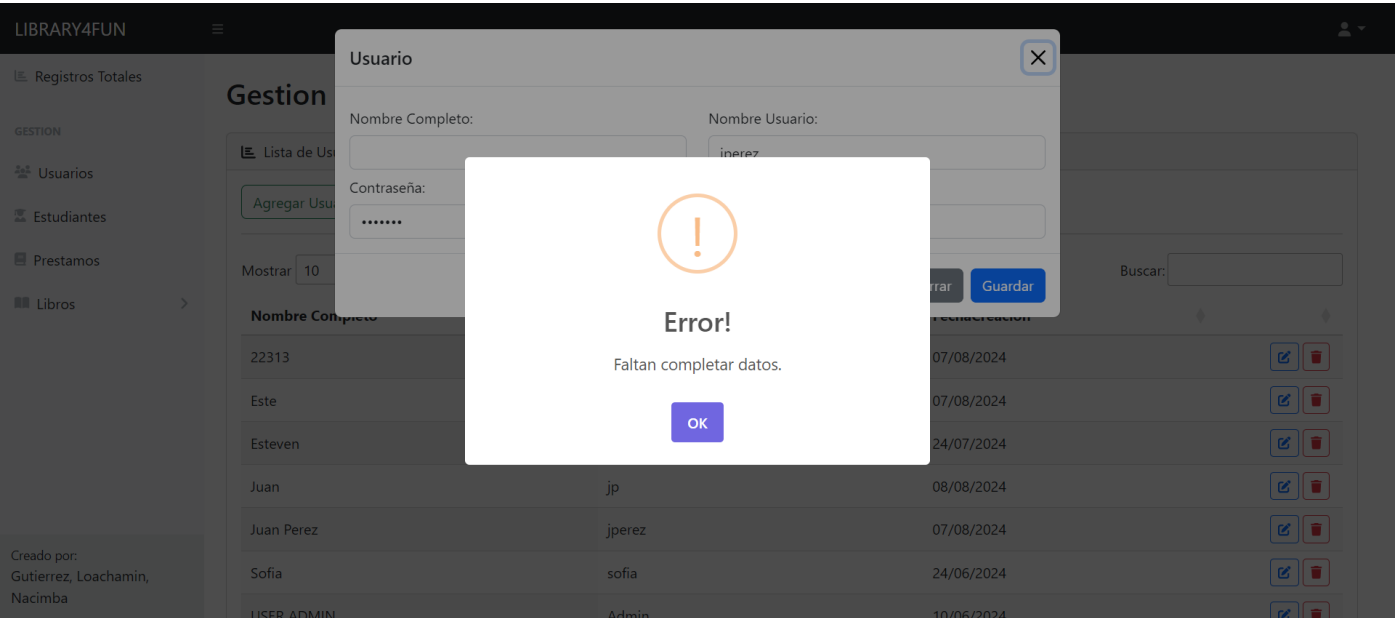 LIBRARY4FUN
Usuario
Registros Totales
Gestion
Nombre Completo:
Nombre Usuario:
GESTION
jperez
Lista de Usu
Usuarios
Contraseña:
Agregar Usua
•••••••
Estudiantes
!
Prestamos
Mostrar 10
Buscar:
rrar
Guardar
Libros
Nombre Completo
FechaCreacion
Error!
22313
07/08/2024
Faltan completar datos.
Este
07/08/2024
OK
Esteven
24/07/2024
Juan
jp
08/08/2024
Juan Perez
jperez
07/08/2024
Creado por:
Gutierrez, Loachamin,
Nacimba
Sofia
sofia
24/06/2024
USER ADMIN
Admin
10/06/2024